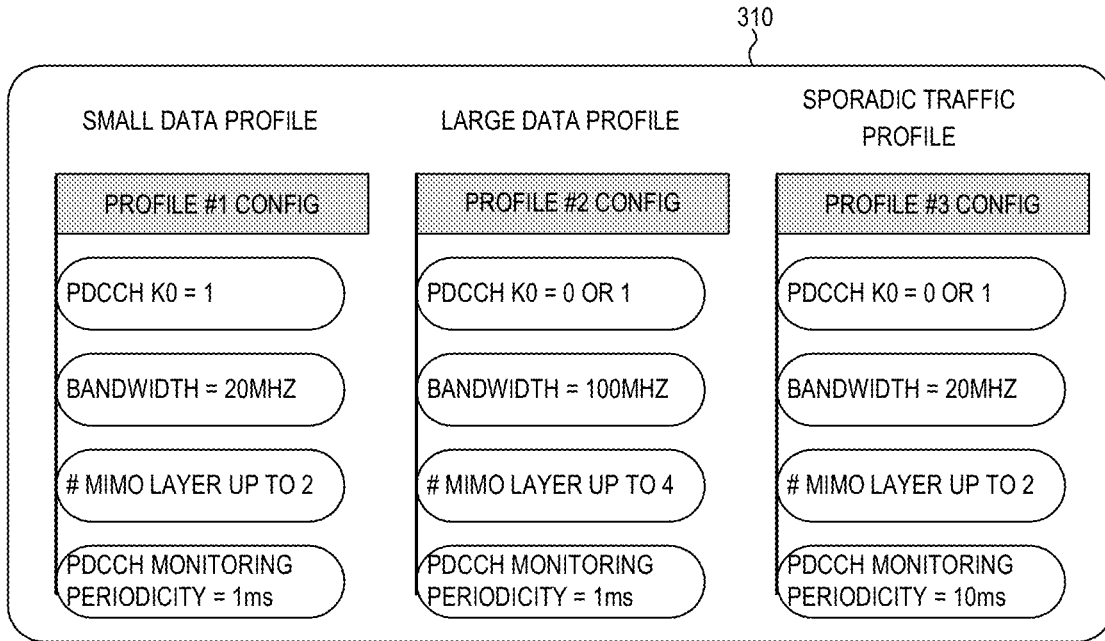 310
SMALL DATA PROFILE
PROFILE #1 CONFIG
PDCCH K0 = 1
BANDWIDTH = 20MHZ
# MIMO LAYER UP TO 2
PDCCH MONITORING
PERIODICITY = 1ms
LARGE DATA PROFILE
PROFILE #2 CONFIG
PDCCH K0 = 0 OR 1
BANDWIDTH = 100MHZ
# MIMO LAYER UP TO 4
PDCCH MONITORING
PERIODICITY = 1ms
SPORADIC TRAFFIC
PROFILE
PROFILE #3 CONFIG
PDCCH K0 = 0 OR 1
BANDWIDTH = 20MHZ
# MIMO LAYER UP TO 2
PDCCH MONITORING
PERIODICITY = 10ms